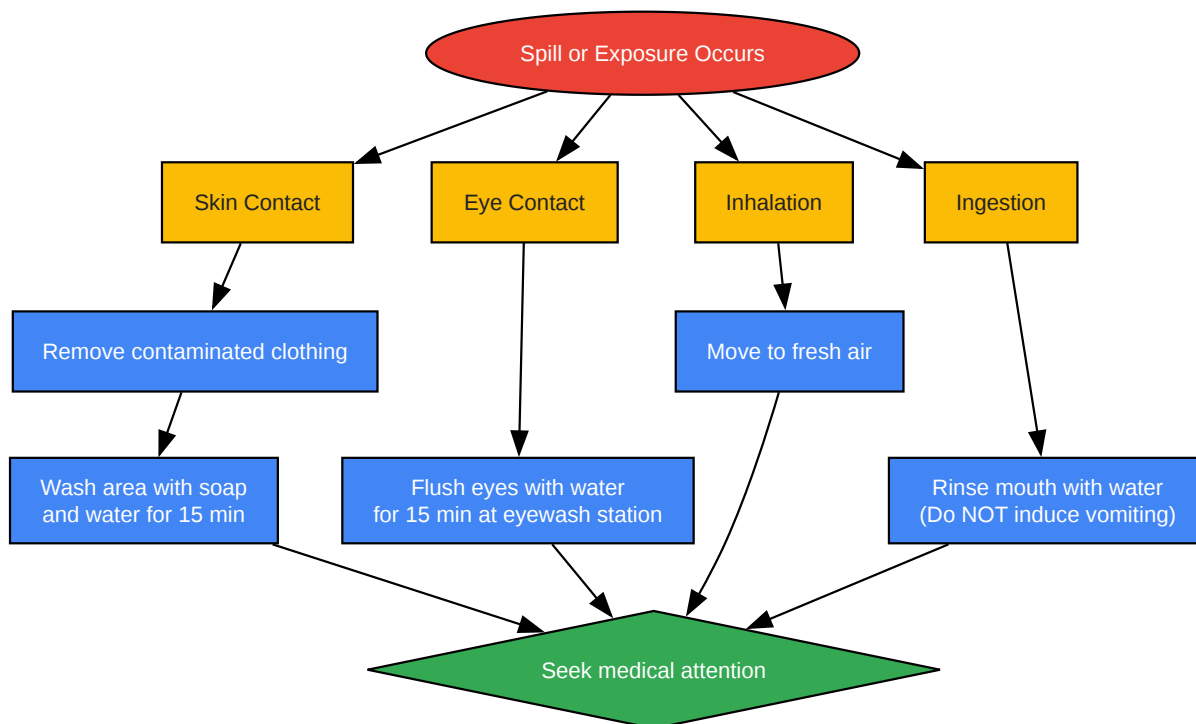 Spill or Exposure Occurs
Skin Contact
Eye Contact
Inhalation
Ingestion
Remove contaminated clothing
Move to fresh air
Wash area with soap
and water for 15 min
Flush eyes with water
for 15 min at eyewash station
Rinse mouth with water
(Do NOT induce vomiting)
Seek medical attention